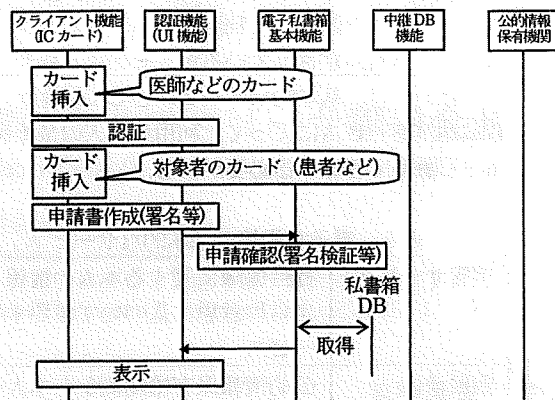 クライアント機能
(ICカード)
認証機能
(UI機能)
電子私書箱
基本機能
中継DB
機能
公的情報
保有機関
カード
挿入
医師などのカード
認証
カード
挿入
対象者のカード（患者など）
申請書作成(署名等)
申請確認(署名検証等)
私書箱
DB
取得
表示